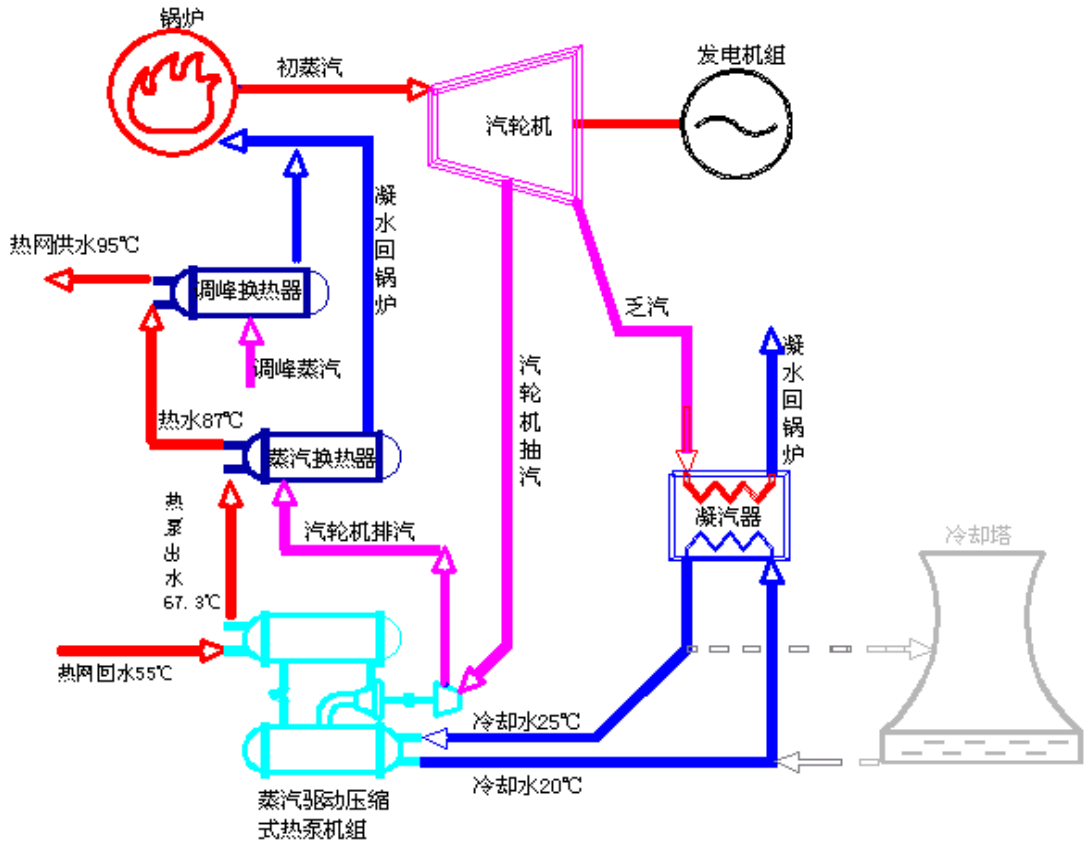 锅炉
初蒸汽
发电机组
汽轮机
凝水回锅炉
热网供水95℃
调峰换热器
调峰蒸汽
乏汽
汽轮机抽汽
凝水回锅炉
热水87℃
蒸汽换热器
凝汽器
热泵出水
67.3℃
汽轮机排汽
冷却塔
热网回水55℃
冷却水25℃
冷却水20℃
蒸汽驱动压缩
式热泵机组